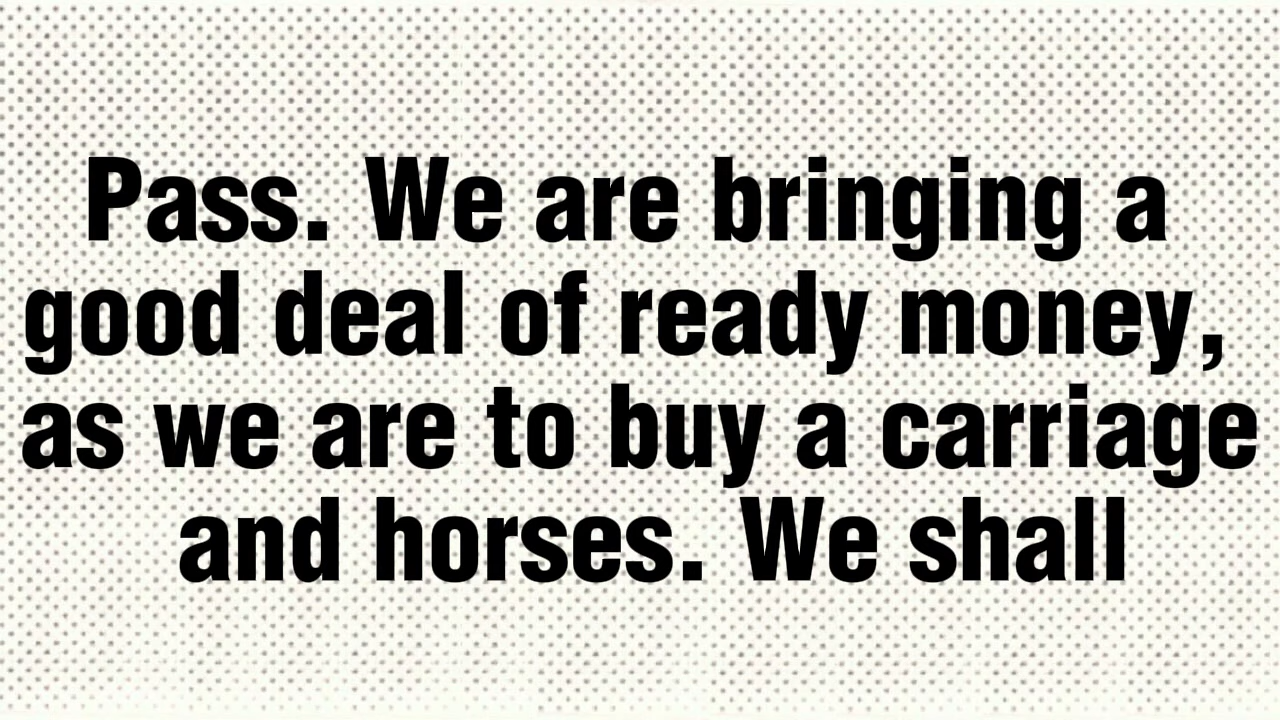 Pass. We are bringing a
good deal of ready money,
as we are to buy a carriage
and horses. We shall